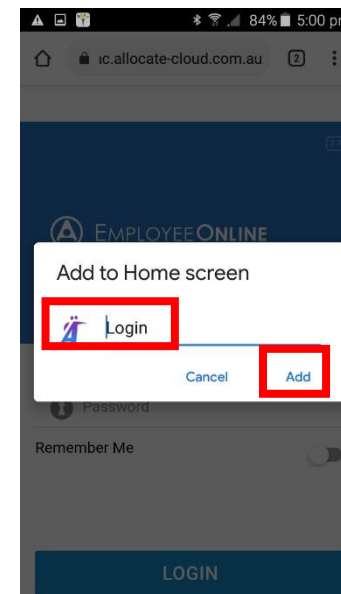 84% 5:00 pm
ic.allocate-cloud.com.au 2
EMPLOYEEONLINE
Add to Home screen
Login
Cancel Add
Password
Remember Me
LOGIN